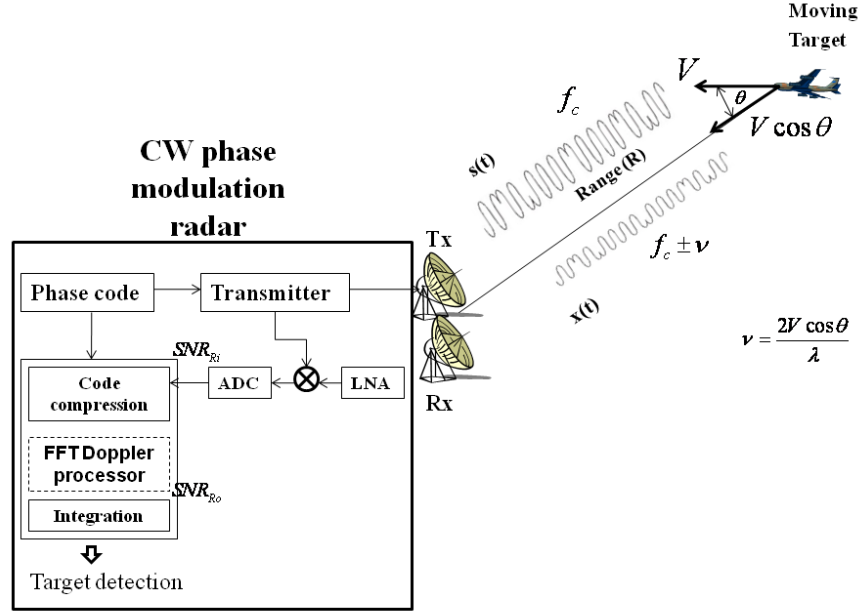 Moving
Target
V
θ
V cos θ
f_c
s(t)
Range (R)
f_c ± ν
x(t)
ν = 2V cos θ / λ
CW phase
modulation
radar
Tx
Phase code
Transmitter
SNR_Ri
Code
compression
ADC
LNA
Rx
FFT Doppler
processor
SNR_Ro
Integration
Target detection